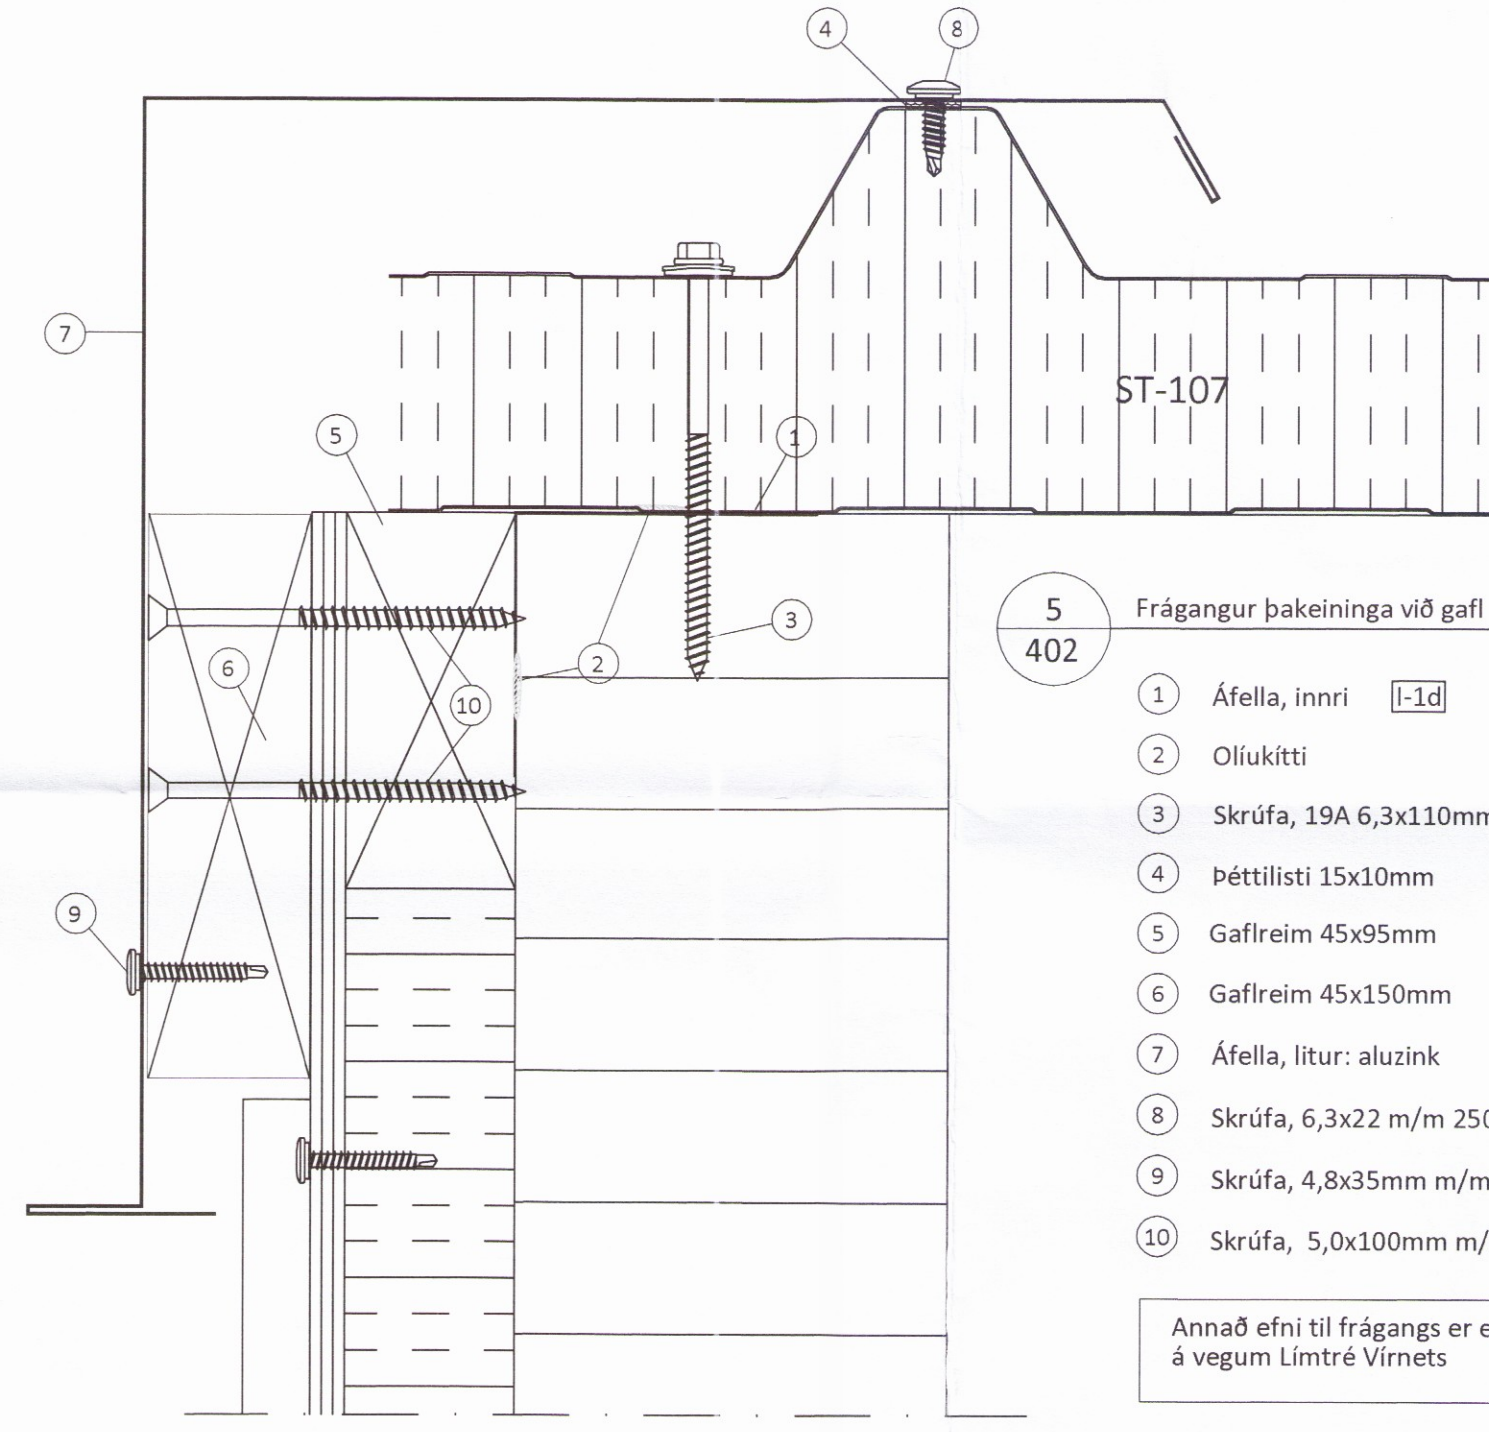 4
8
7
5
1
ST-107
3
2
6
10
9
5
402
Frágangur þakeininga við gafl
1 Áfella, innri I-1d
2 Olíukítti
3 Skrúfa, 19A 6,3x110mm
4 Þéttilisti 15x10mm
5 Gaflreim 45x95mm
6 Gaflreim 45x150mm
7 Áfella, litur: aluzink
8 Skrúfa, 6,3x22 m/m 250
9 Skrúfa, 4,8x35mm m/m
10 Skrúfa, 5,0x100mm m/
Annað efni til frágangs er e
á vegum Límtré Vírnets